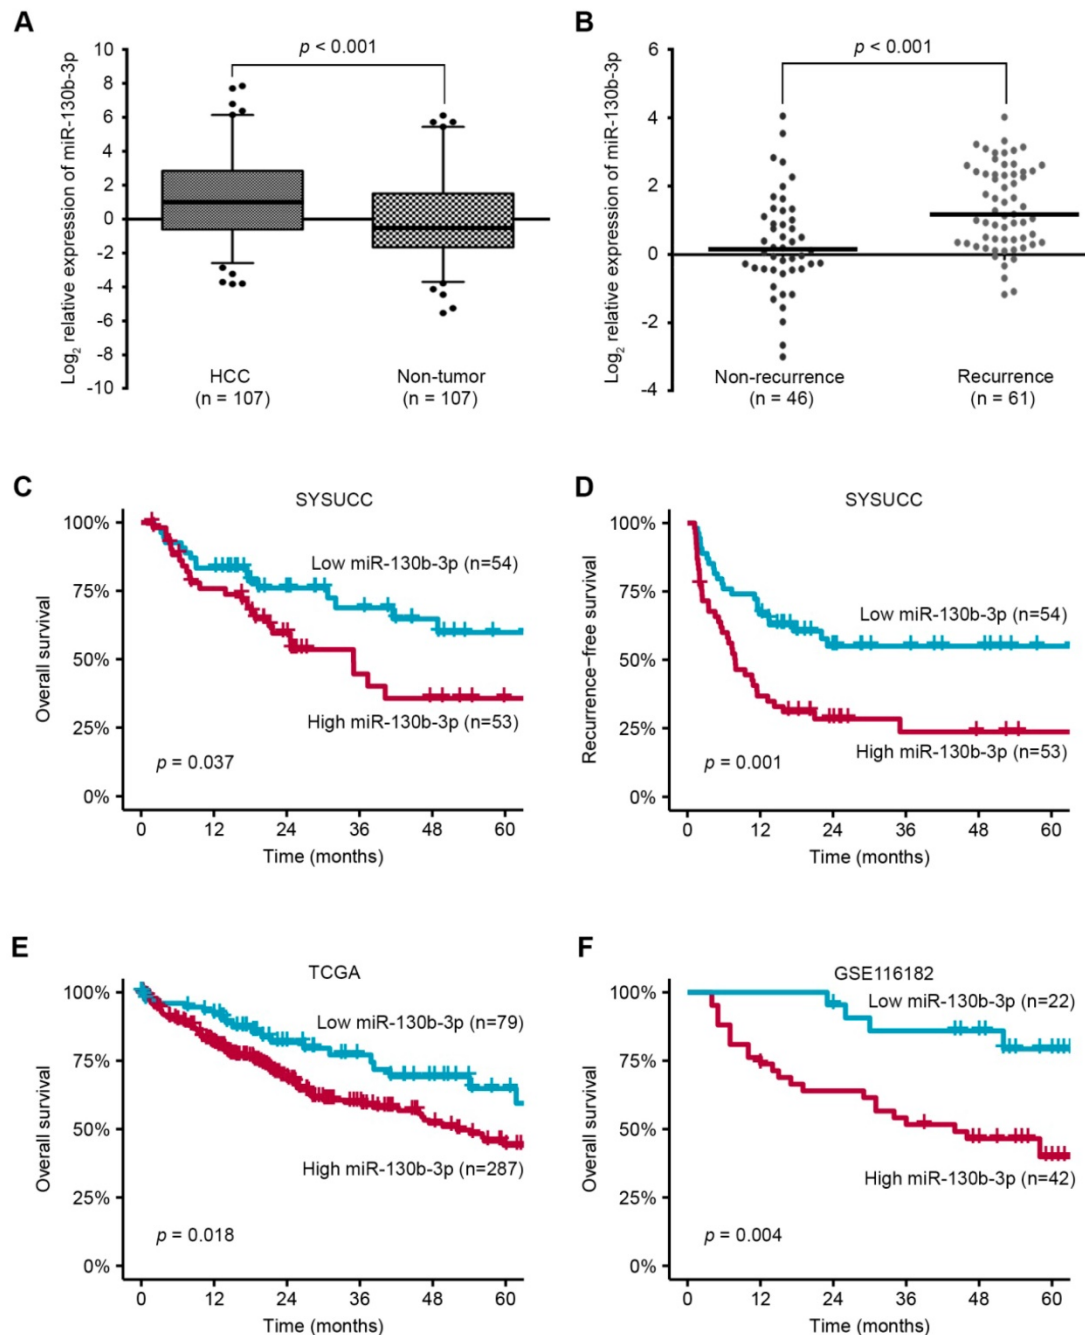 A
Log2 relative expression of miR-130b-3p
10
8
6
4
2
0
-2
-4
-6
-8
-10
p < 0.001
HCC
(n = 107)
Non-tumor
(n = 107)
B
Log2 relative expression of miR-130b-3p
6
4
2
0
-2
-4
p < 0.001
Non-recurrence
(n = 46)
Recurrence
(n = 61)
C
SYSUCC
Overall survival
100%
75%
50%
25%
0%
Low miR-130b-3p (n=54)
High miR-130b-3p (n=53)
p = 0.037
0 12 24 36 48 60
Time (months)
D
SYSUCC
Recurrence-free survival
100%
75%
50%
25%
0%
Low miR-130b-3p (n=54)
High miR-130b-3p (n=53)
p = 0.001
0 12 24 36 48 60
Time (months)
E
TCGA
Overall survival
100%
75%
50%
25%
0%
Low miR-130b-3p (n=79)
High miR-130b-3p (n=287)
p = 0.018
0 12 24 36 48 60
Time (months)
F
GSE116182
Overall survival
100%
75%
50%
25%
0%
Low miR-130b-3p (n=22)
High miR-130b-3p (n=42)
p = 0.004
0 12 24 36 48 60
Time (months)